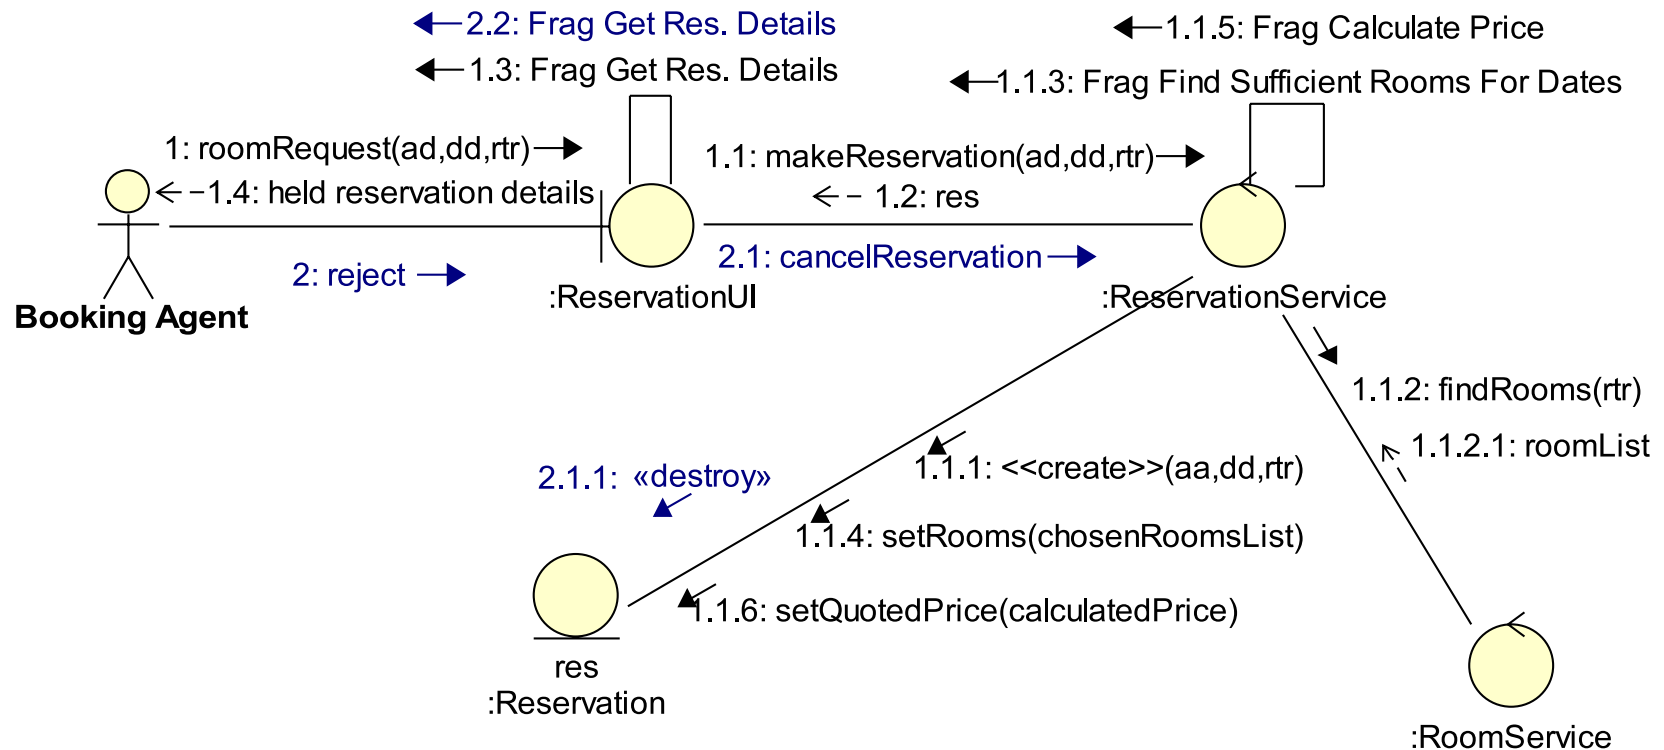 2.2: Frag Get Res. Details
1.1.5: Frag Calculate Price
1.3: Frag Get Res. Details
1.1.3: Frag Find Sufficient Rooms For Dates
1: roomRequest(ad,dd,rtr)
1.1: makeReservation(ad,dd,rtr)
1.4: held reservation details
1.2: res
2: reject
2.1: cancelReservation
:ReservationUI
:ReservationService
Booking Agent
1.1.2: findRooms(rtr)
1.1.2.1: roomList
1.1.1: <<create>>(aa,dd,rtr)
2.1.1: «destroy»
1.1.4: setRooms(chosenRoomsList)
1.1.6: setQuotedPrice(calculatedPrice)
res
:Reservation
:RoomService